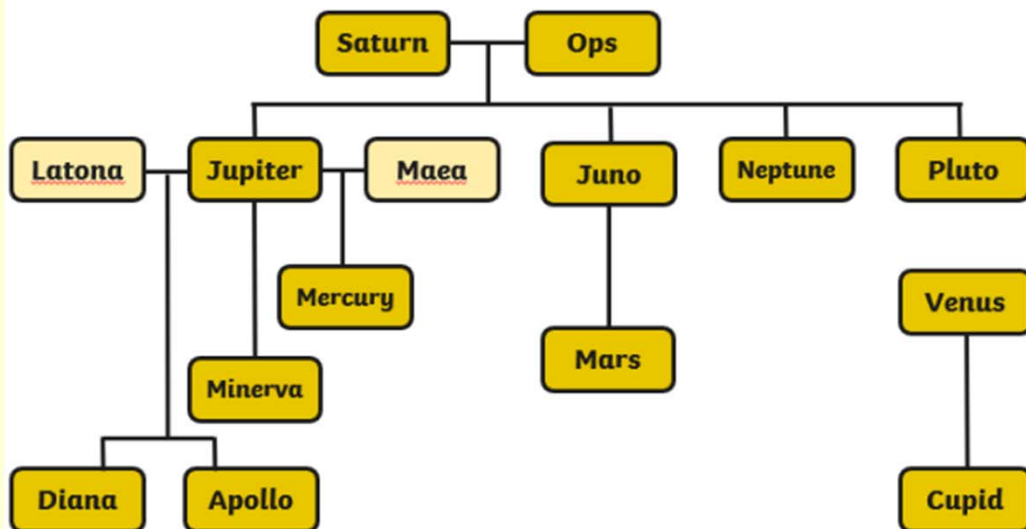 Saturn
Ops
Latona
Jupiter
Maea
Juno
Neptune
Pluto
Mercury
Venus
Mars
Minerva
Diana
Apollo
Cupid